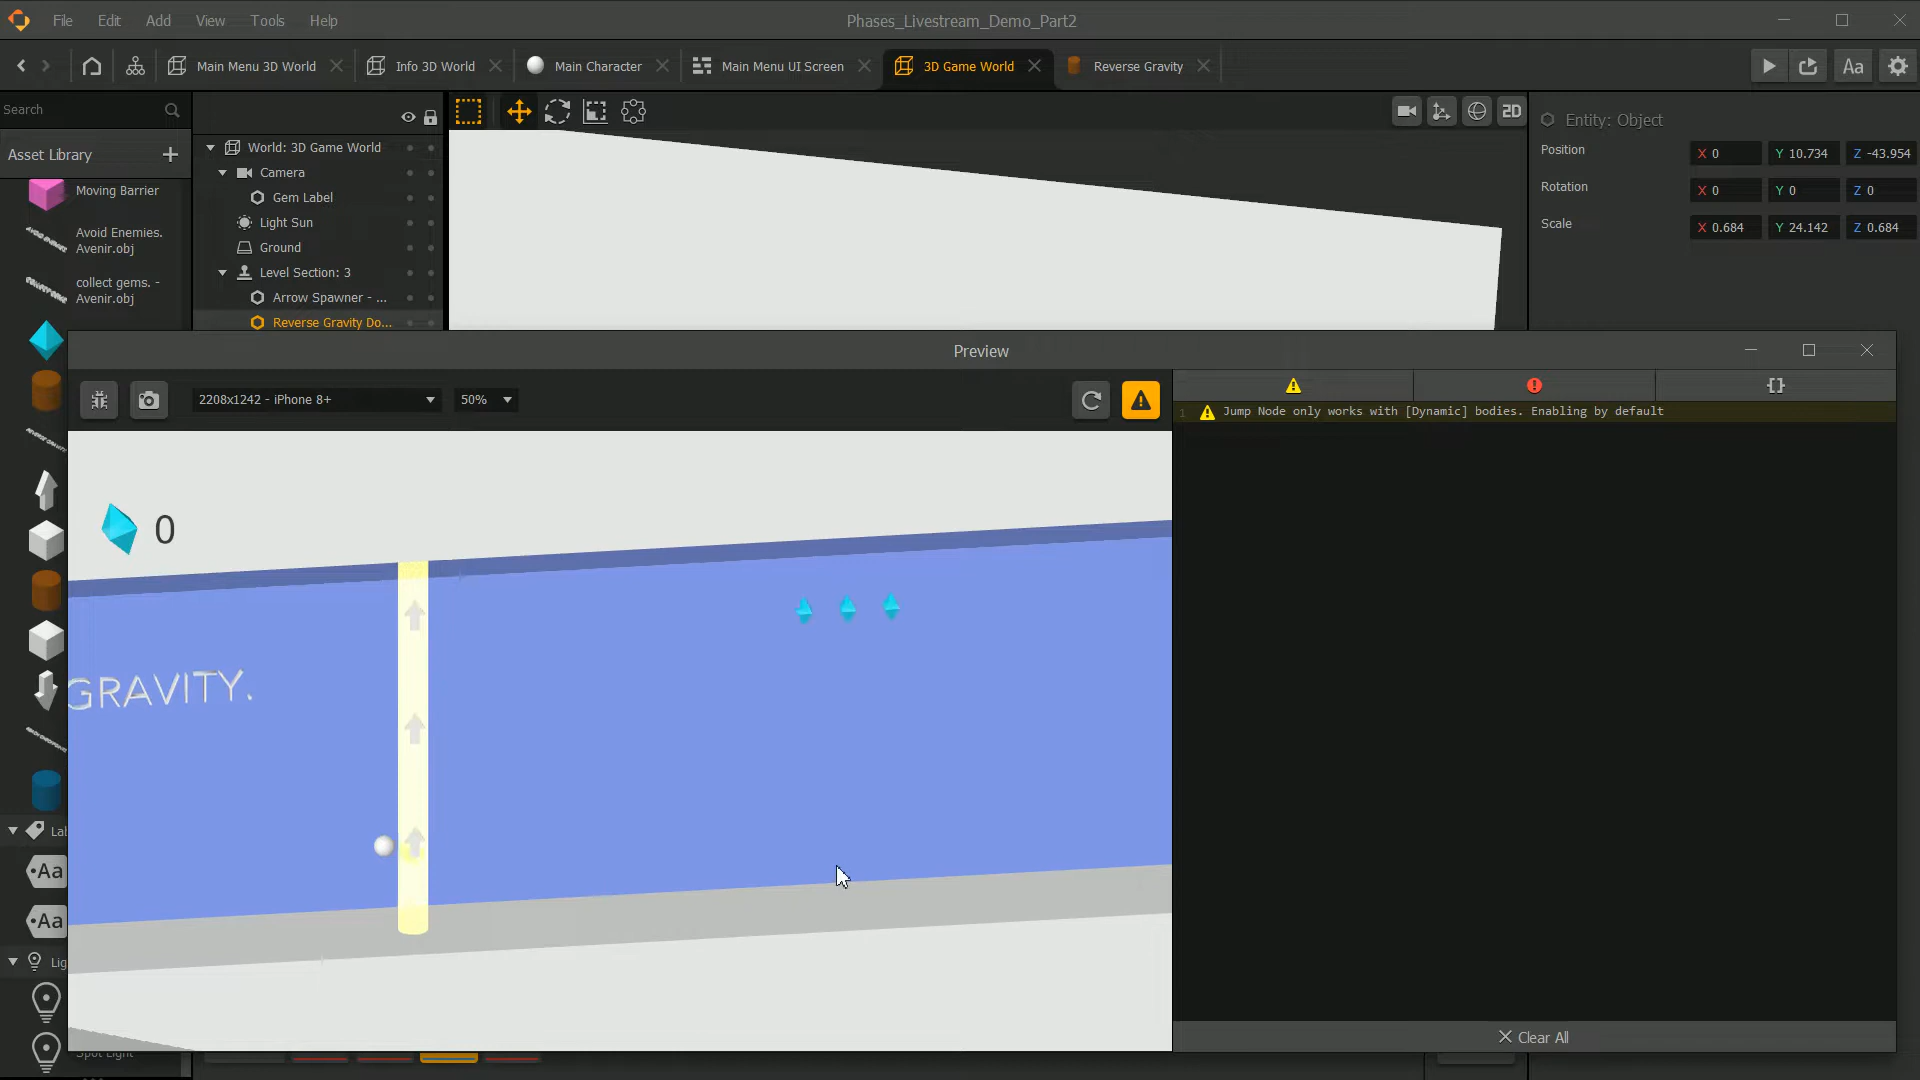 File Edit Add View Tools Help
Phases_Livestream_Demo_Part2
Main Menu 3D World
Info 3D World
Main Character
Main Menu UI Screen
3D Game World
Reverse Gravity
Aa
Search
Asset Library
Moving Barrier
Avoid Enemies.
Avenir.obj
collect gems. -
Avenir.obj
World: 3D Game World
Camera
Gem Label
Light Sun
Ground
Level Section: 3
Arrow Spawner - ...
Reverse Gravity Do...
2D
Entity: Object
Position
X 0 Y 10.734 Z -43.954
Rotation
X 0 Y 0 Z 0
Scale
X 0.684 Y 24.142 Z 0.684
Preview
2208x1242 - iPhone 8+
50%
{}
1 Jump Node only works with [Dynamic] bodies. Enabling by default
0
GRAVITY.
Lab
Aa
Aa
Lig
Spot Light
Clear All